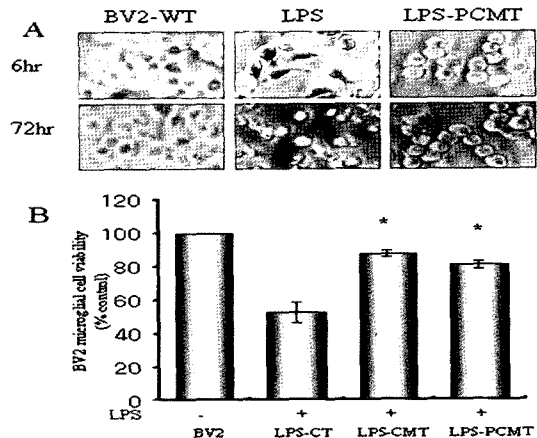 A
BV2-WT LPS LPS-PCMT
6hr
72hr
B
BV2 microglial cell viability
(% control)
120
100
80
60
40
20
0
* *
LPS - + + +
BV2 LPS-CT LPS-CMT LPS-PCMT